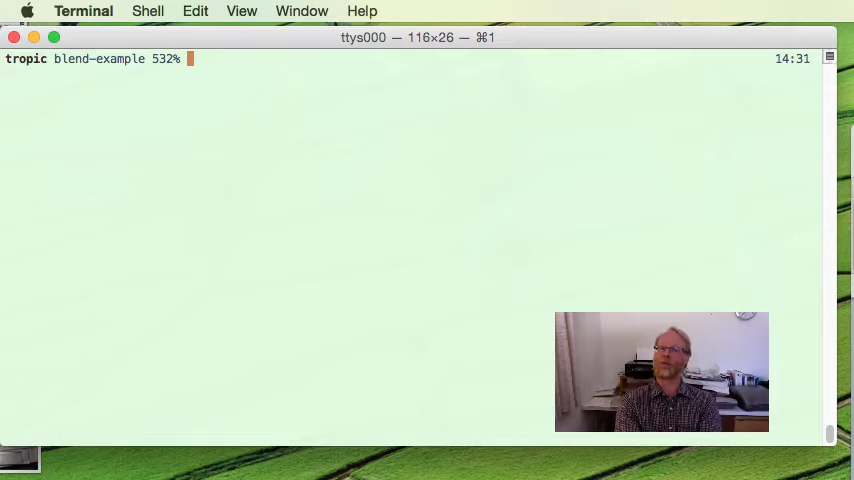 Terminal Shell Edit View Window Help
ttys000 — 116×26 — ⌘1
tropic blend-example 532% 14:31